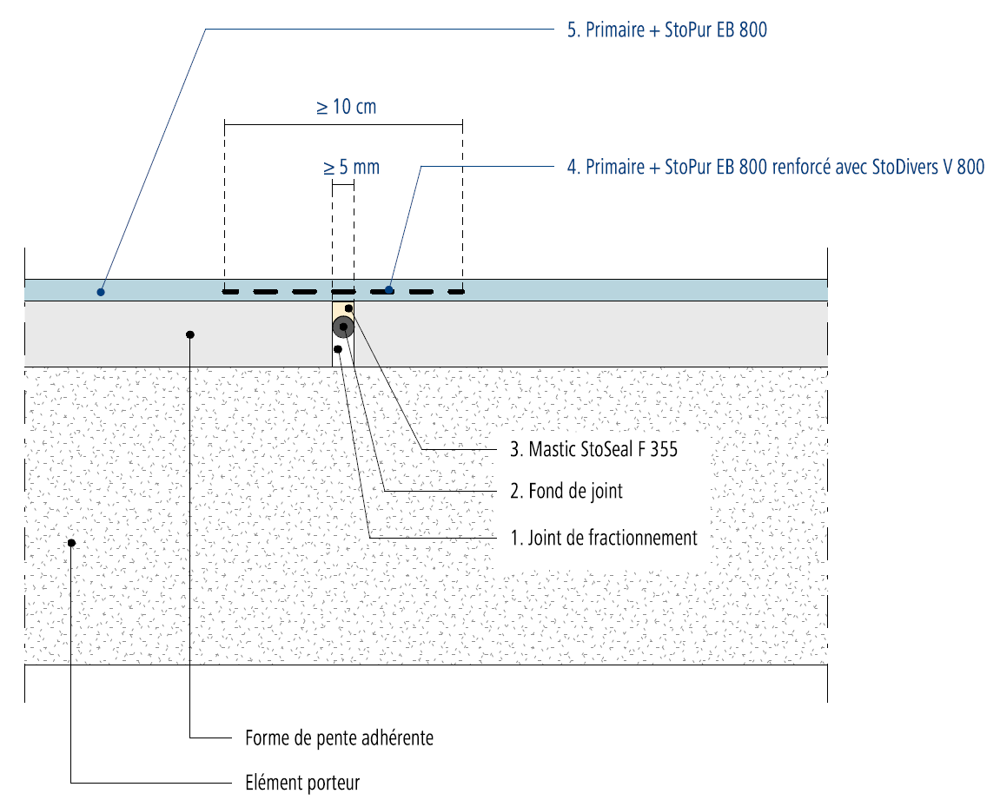 5. Primaire + StoPur EB 800
≥ 10 cm
≥ 5 mm
4. Primaire + StoPur EB 800 renforcé avec StoDivers V 800
3. Mastic StoSeal F 355
2. Fond de joint
1. Joint de fractionnement
Forme de pente adhérente
Elément porteur